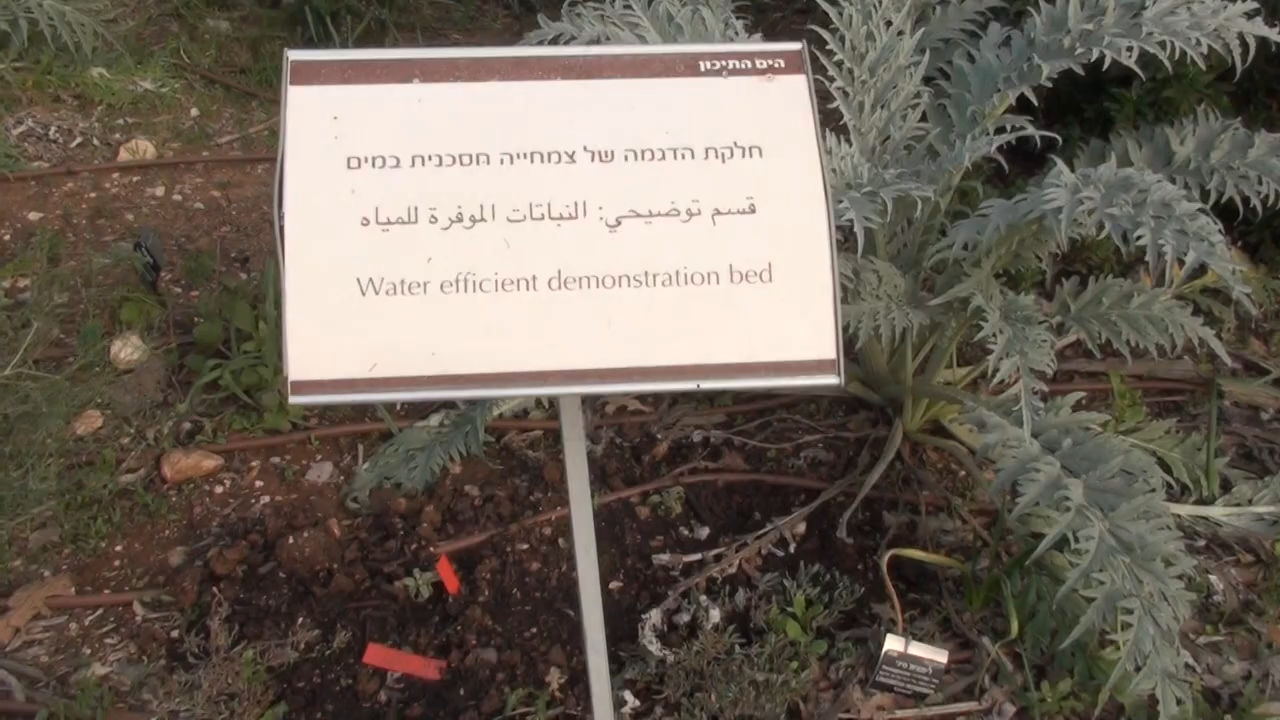 הים התיכון
חלקת הדגמה של צמחייה חסכנית במים
قسم توضيحي: النباتات الموفرة للمياه
Water efficient demonstration bed